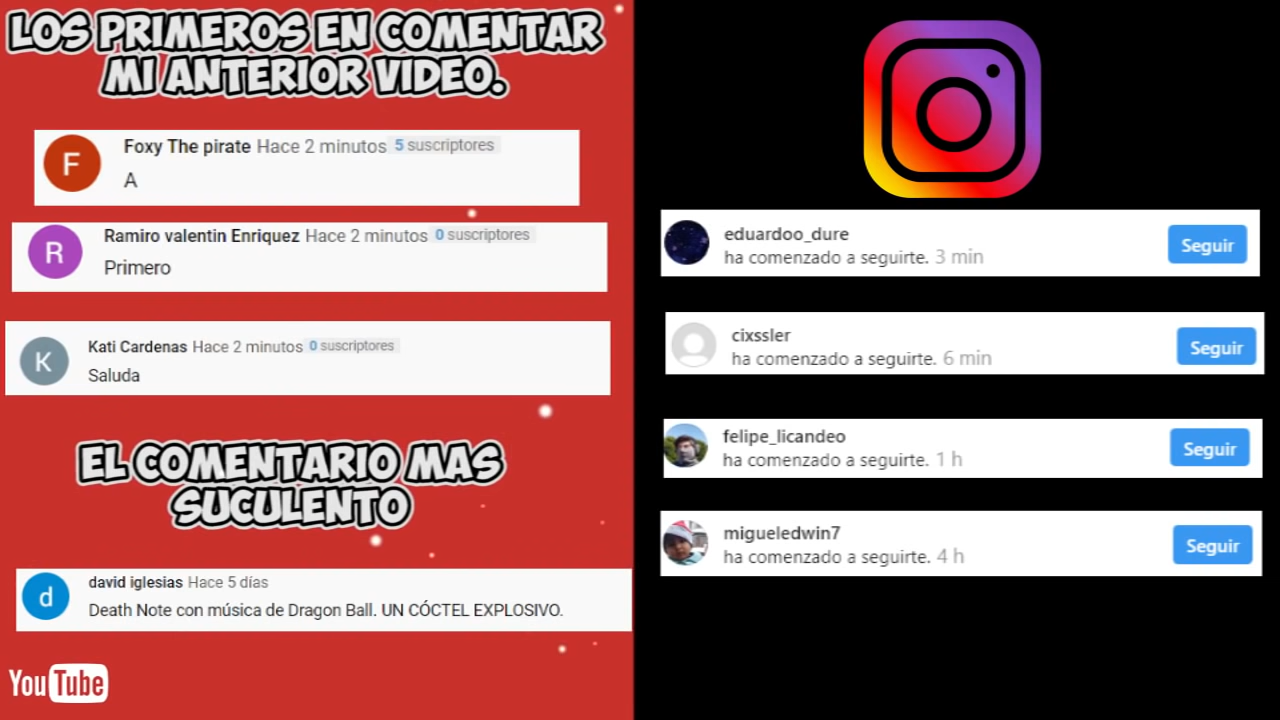 LOS PRIMEROS EN COMENTAR
MI ANTERIOR VIDEO.
F
Foxy The pirate Hace 2 minutos 5 suscriptores
A
R
Ramiro valentin Enriquez Hace 2 minutos 0 suscriptores
Primero
K
Kati Cardenas Hace 2 minutos 0 suscriptores
Saluda
EL COMENTARIO MAS
SUCULENTO
d
david iglesias Hace 5 días
Death Note con música de Dragon Ball. UN CÓCTEL EXPLOSIVO.
YouTube
eduardoo_dure
ha comenzado a seguirte. 3 min
Seguir
cixssler
ha comenzado a seguirte. 6 min
Seguir
felipe_licandeo
ha comenzado a seguirte. 1 h
Seguir
migueledwin7
ha comenzado a seguirte. 4 h
Seguir